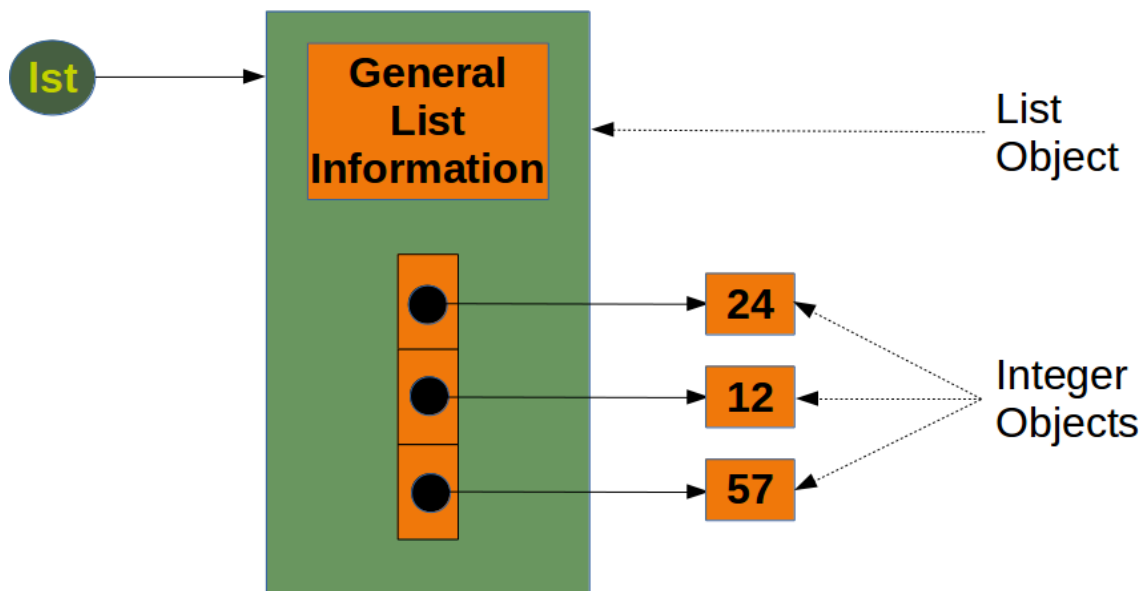 lst
General
List
Information
List
Object
24
12
57
Integer
Objects